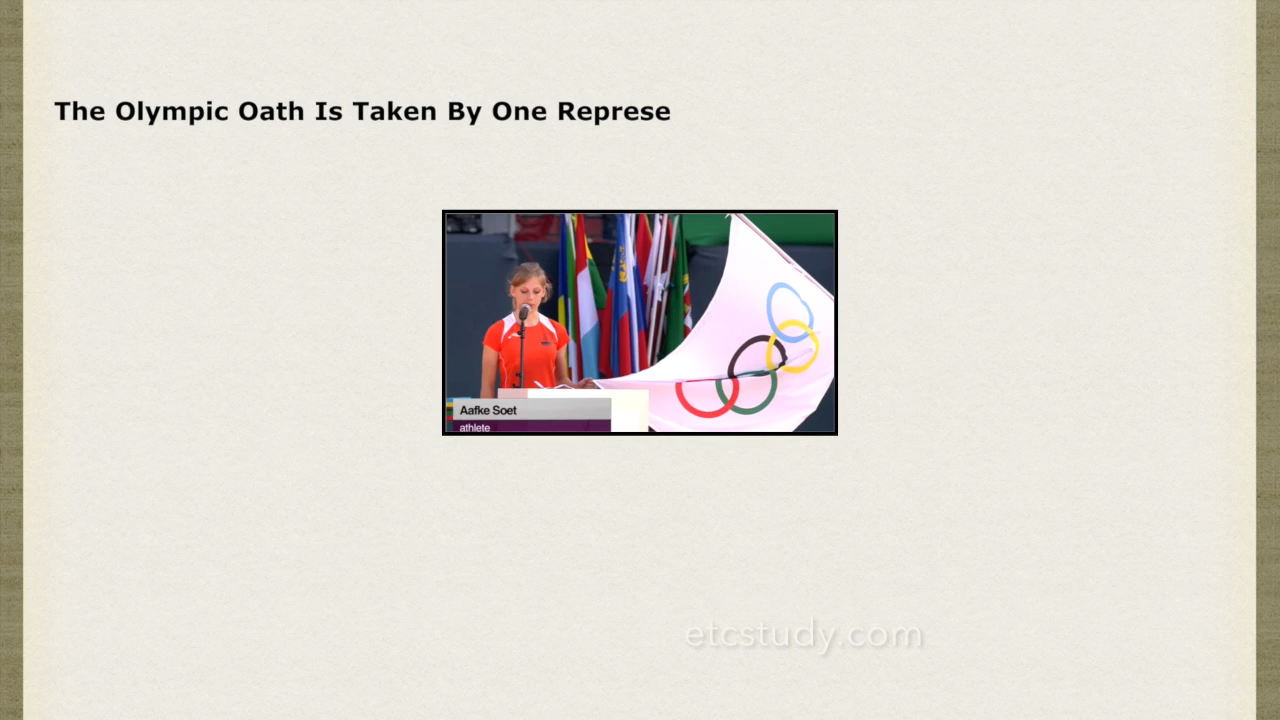 The Olympic Oath Is Taken By One Represe
Aafke Soet
athlete
etcstudy.com